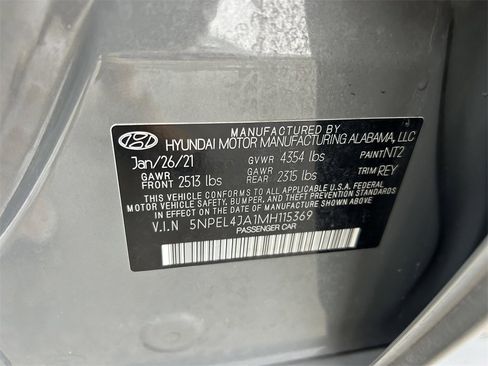 MANUFACTURED BY
HYUNDAI MOTOR MANUFACTURING ALABAMA, LLC
Jan/26/21 GVWR 4354 lbs PAINT NT2
GAWR FRONT 2513 lbs GAWR REAR 2315 lbs TRIM REY
THIS VEHICLE CONFORMS TO ALL APPLICABLE U.S.A. FEDERAL
MOTOR VEHICLE SAFETY, BUMPER, AND THEFT PREVENTION
STANDARDS IN EFFECT ON THE DATE OF MANUFACTURE SHOWN ABOVE
V.I.N 5NPEL4JA1MH115369
PASSENGER CAR